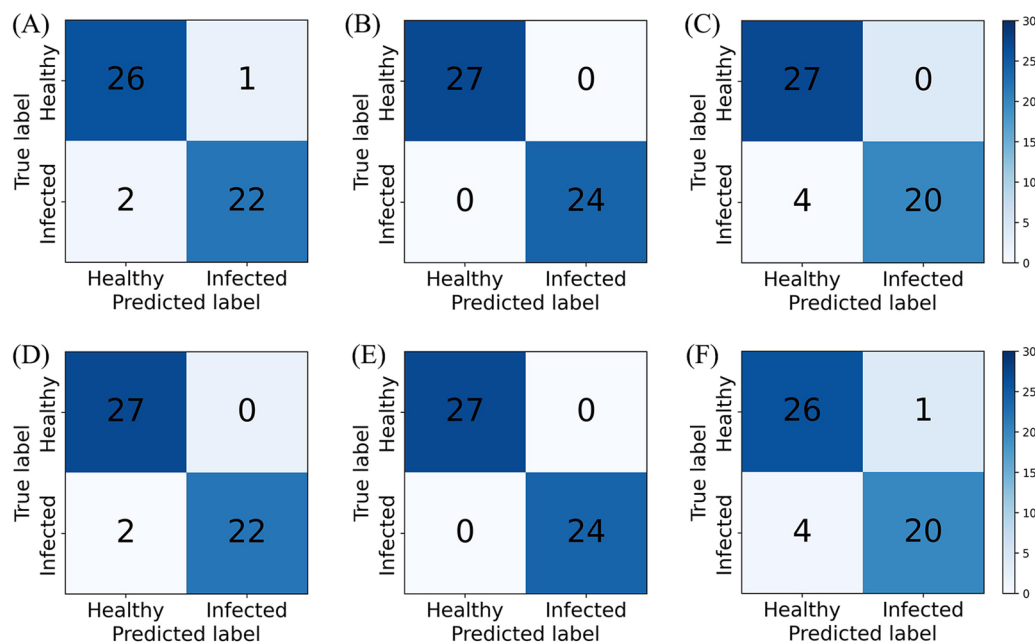 (A)
True label
Healthy
Infected
26 1
2 22
Healthy Infected
Predicted label
(B)
True label
Healthy
Infected
27 0
0 24
Healthy Infected
Predicted label
(C)
True label
Healthy
Infected
27 0
4 20
Healthy Infected
Predicted label
30
25
20
15
10
5
0
(D)
True label
Healthy
Infected
27 0
2 22
Healthy Infected
Predicted label
(E)
True label
Healthy
Infected
27 0
0 24
Healthy Infected
Predicted label
(F)
True label
Healthy
Infected
26 1
4 20
Healthy Infected
Predicted label
30
25
20
15
10
5
0